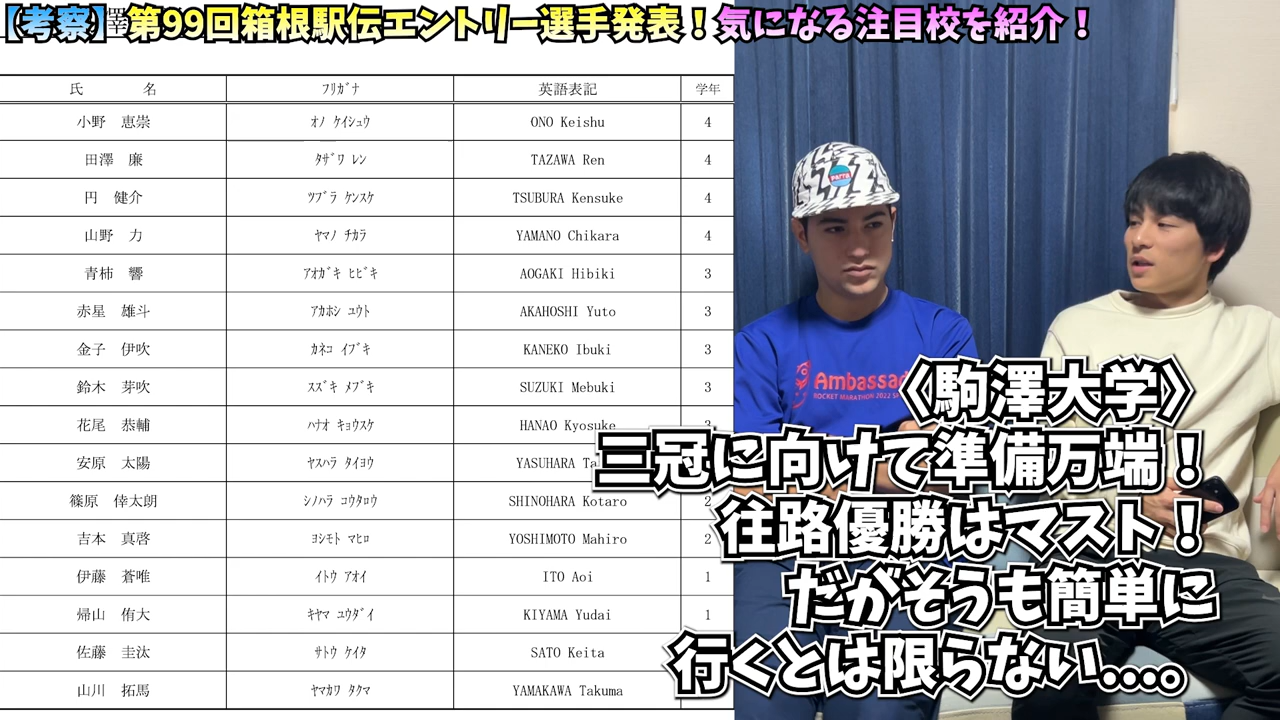 【考察】第99回箱根駅伝エントリー選手発表！気になる注目校を紹介！
氏 名 ﾌﾘｶﾞﾅ 英語表記 学年
小野 恵崇 ｵﾉ ｹｲｼｭｳ ONO Keishu 4
田澤 廉 ﾀｻﾞﾜ ﾚﾝ TAZAWA Ren 4
円 健介 ﾂﾌﾞﾗ ｹﾝｽｹ TSUBURA Kensuke 4
山野 力 ﾔﾏﾉ ﾁｶﾗ YAMANO Chikara 4
青柿 響 ｱｵｶﾞｷ ﾋﾋﾞｷ AOGAKI Hibiki 3
赤星 雄斗 ｱｶﾎｼ ﾕｳﾄ AKAHOSHI Yuto 3
金子 伊吹 ｶﾈｺ ｲﾌﾞｷ KANEKO Ibuki 3
鈴木 芽吹 ｽｽﾞｷ ﾒﾌﾞｷ SUZUKI Mebuki 3
花尾 恭輔 ﾊﾅｵ ｷｮｳｽｹ HANAO Kyosuke
安原 太陽 ﾔｽﾊﾗ ﾀｲﾖｳ YASUHARA
篠原 倖太朗 ｼﾉﾊﾗ ｺｳﾀﾛｳ SHINOHARA Kotaro 2
吉本 真啓 ﾖｼﾓﾄ ﾏﾋﾛ YOSHIMOTO Mahiro 2
伊藤 蒼唯 ｲﾄｳ ｱｵｲ ITO Aoi 1
帰山 侑大 ｷﾔﾏ ﾕｳﾀﾞｲ KIYAMA Yudai 1
佐藤 圭汰 ｻﾄｳ ｹｲﾀ SATO Keita
山川 拓馬 ﾔﾏｶﾜ ﾀｸﾏ YAMAKAWA Takuma
Ambassad
ROCKET MARATHON 2022
〈駒澤大学〉
三冠に向けて準備万端！
往路優勝はマスト！
だがそうも簡単に
行くとは限らない....。